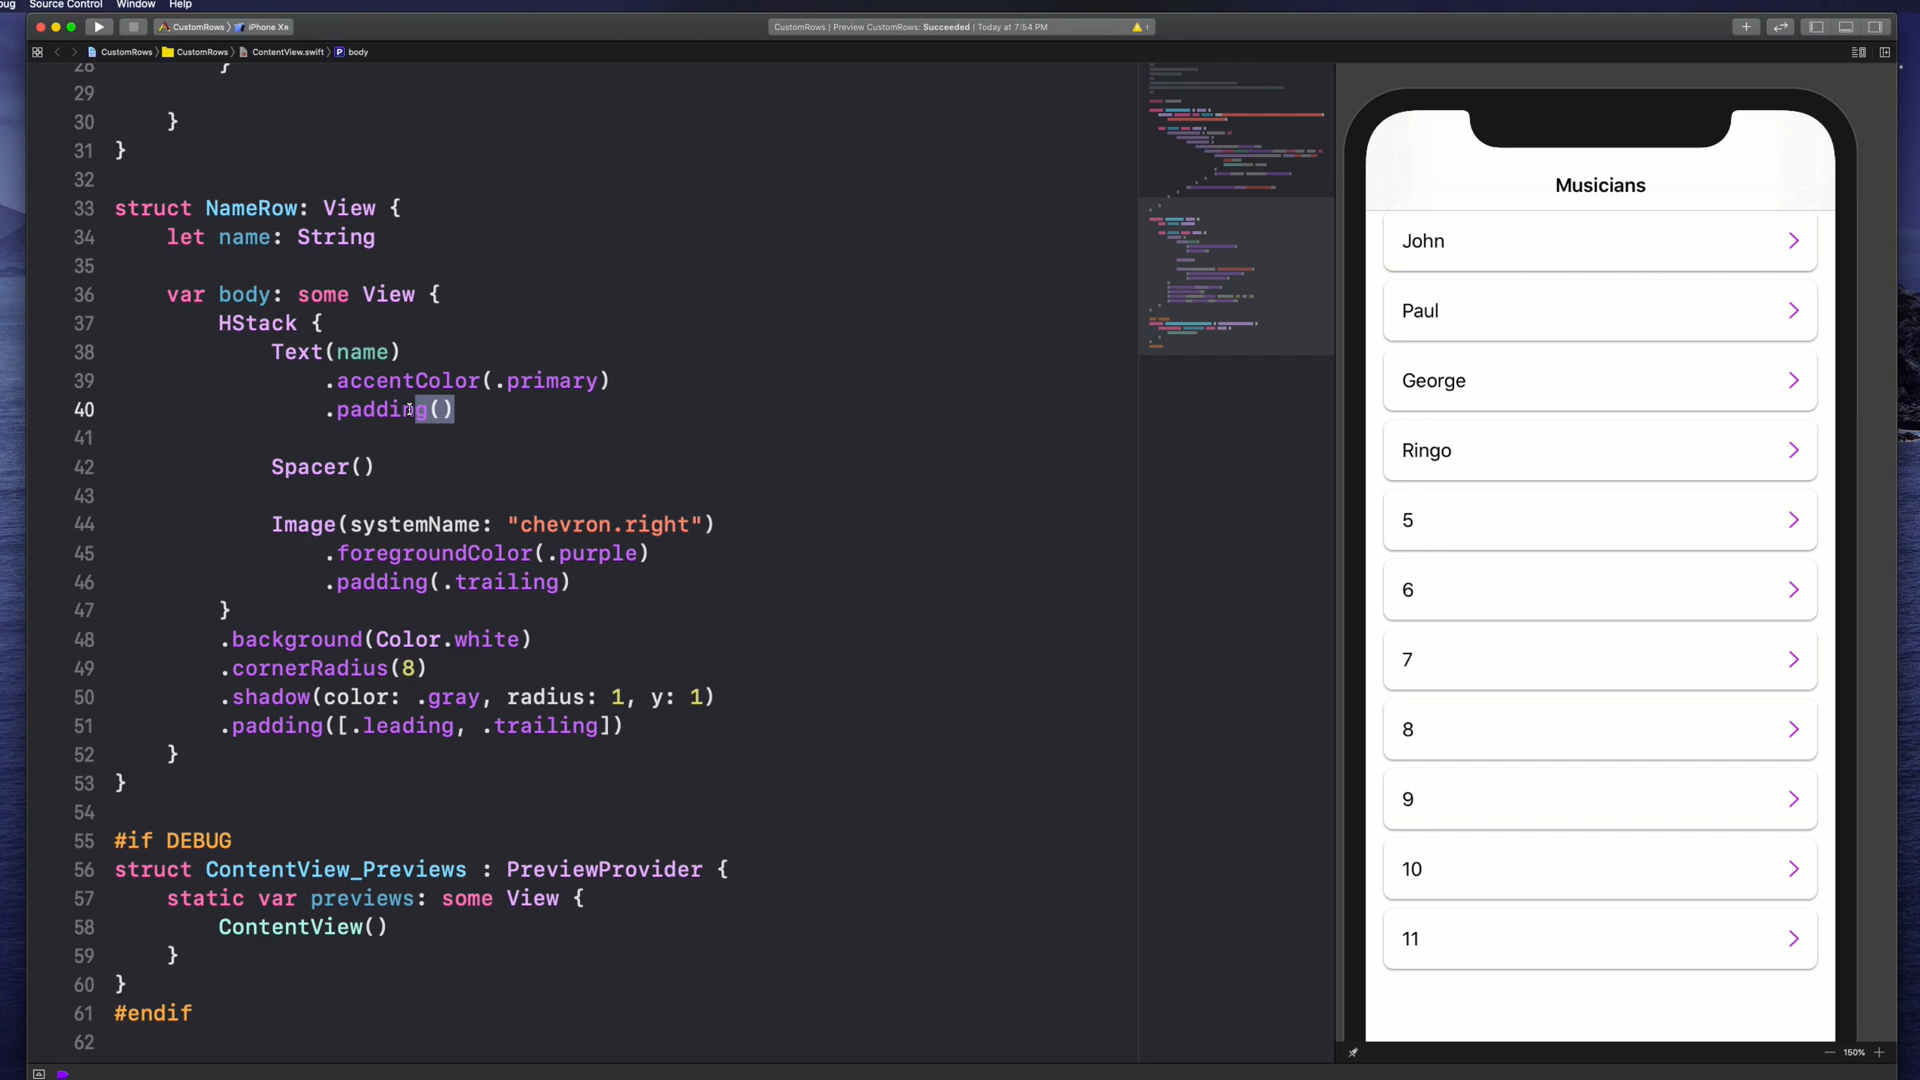 bug Source Control Window Help
CustomRows iPhone Xʀ
CustomRows | Preview CustomRows: Succeeded | Today at 7:54 PM
1
CustomRows CustomRows ContentView.swift P body
28 }
29
30 }
31 }
32
33 struct NameRow: View {
34 let name: String
35
36 var body: some View {
37 HStack {
38 Text(name)
39 .accentColor(.primary)
40 .padding()
41
42 Spacer()
43
44 Image(systemName: "chevron.right")
45 .foregroundColor(.purple)
46 .padding(.trailing)
47 }
48 .background(Color.white)
49 .cornerRadius(8)
50 .shadow(color: .gray, radius: 1, y: 1)
51 .padding([.leading, .trailing])
52 }
53 }
54
55 #if DEBUG
56 struct ContentView_Previews : PreviewProvider {
57 static var previews: some View {
58 ContentView()
59 }
60 }
61 #endif
62
Musicians
John
Paul
George
Ringo
5
6
7
8
9
10
11
150%